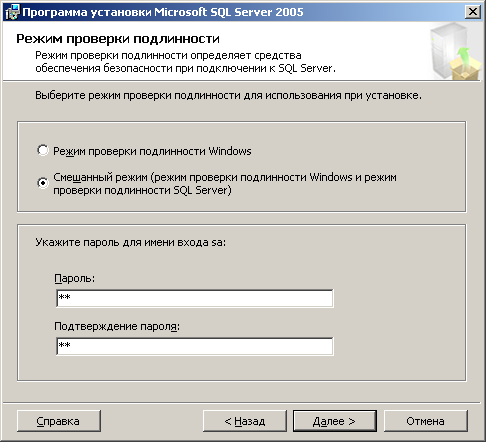 Программа установки Microsoft SQL Server 2005
Режим проверки подлинности
Режим проверки подлинности определяет средства
обеспечения безопасности при подключении к SQL Server.
Выберите режим проверки подлинности для использования при установке.
Режим проверки подлинности Windows
Смешанный режим (режим проверки подлинности Windows и режим
проверки подлинности SQL Server)
Укажите пароль для имени входа sa:
Пароль:
**
Подтверждение пароля:
**
Справка
< Назад
Далее >
Отмена